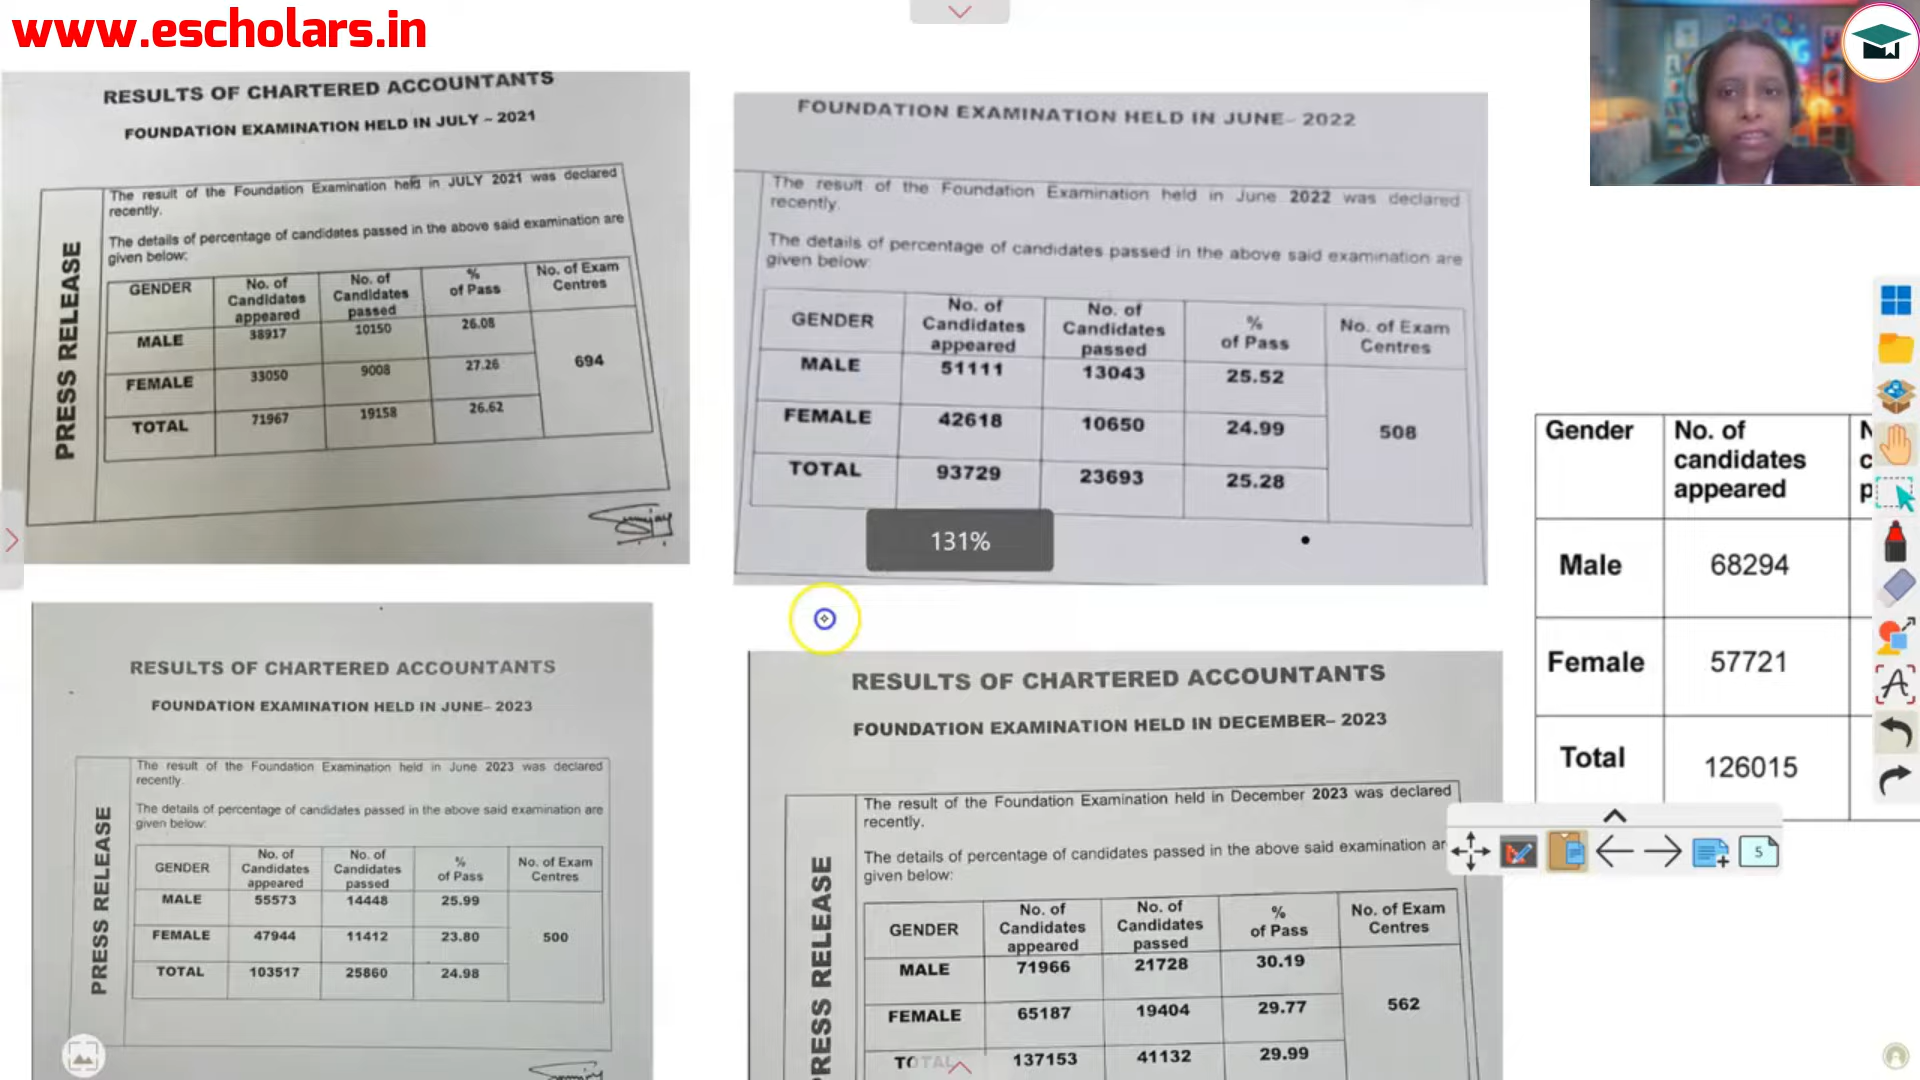 www.escholars.in
RESULTS OF CHARTERED ACCOUNTANTS
FOUNDATION EXAMINATION HELD IN JULY – 2021
PRESS RELEASE
The result of the Foundation Examination held in JULY 2021 was declared
recently.
The details of percentage of candidates passed in the above said examination are
given below:
GENDER No. of Candidates appeared No. of Candidates passed % of Pass No. of Exam Centres
MALE 38917 10150 26.08
FEMALE 33050 9008 27.26 694
TOTAL 71967 19158 26.62
FOUNDATION EXAMINATION HELD IN JUNE– 2022
The result of the Foundation Examination held in June 2022 was declared
recently.
The details of percentage of candidates passed in the above said examination are
given below:
GENDER No. of Candidates appeared No. of Candidates passed % of Pass No. of Exam Centres
MALE 51111 13043 25.52
FEMALE 42618 10650 24.99 508
TOTAL 93729 23693 25.28
131%
Gender No. of candidates appeared
Male 68294
Female 57721
Total 126015
RESULTS OF CHARTERED ACCOUNTANTS
FOUNDATION EXAMINATION HELD IN JUNE– 2023
PRESS RELEASE
The result of the Foundation Examination held in June 2023 was declared
recently.
The details of percentage of candidates passed in the above said examination are
given below:
GENDER No. of Candidates appeared No. of Candidates passed % of Pass No. of Exam Centres
MALE 55573 14448 25.99
FEMALE 47944 11412 23.80 500
TOTAL 103517 25860 24.98
RESULTS OF CHARTERED ACCOUNTANTS
FOUNDATION EXAMINATION HELD IN DECEMBER– 2023
PRESS RELEASE
The result of the Foundation Examination held in December 2023 was declared
recently.
The details of percentage of candidates passed in the above said examination ar
given below:
GENDER No. of Candidates appeared No. of Candidates passed % of Pass No. of Exam Centres
MALE 71966 21728 30.19
FEMALE 65187 19404 29.77 562
TOTAL 137153 41132 29.99
5